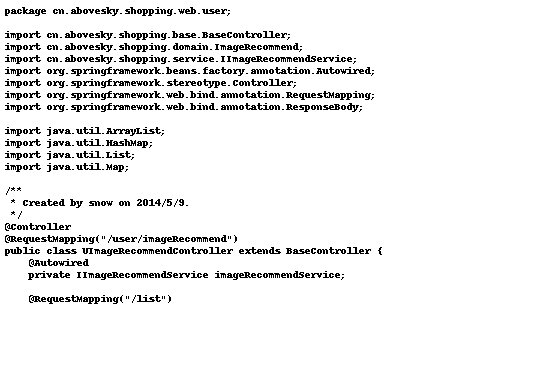 package cn.abovesky.shopping.web.user;

import cn.abovesky.shopping.base.BaseController;
import cn.abovesky.shopping.domain.ImageRecommend;
import cn.abovesky.shopping.service.IImageRecommendService;
import org.springframework.beans.factory.annotation.Autowired;
import org.springframework.stereotype.Controller;
import org.springframework.web.bind.annotation.RequestMapping;
import org.springframework.web.bind.annotation.ResponseBody;

import java.util.ArrayList;
import java.util.HashMap;
import java.util.List;
import java.util.Map;

/**
 * Created by snow on 2014/5/9.
 */
@Controller
@RequestMapping("/user/imageRecommend")
public class UImageRecommendController extends BaseController {
    @Autowired
    private IImageRecommendService imageRecommendService;

    @RequestMapping("/list")